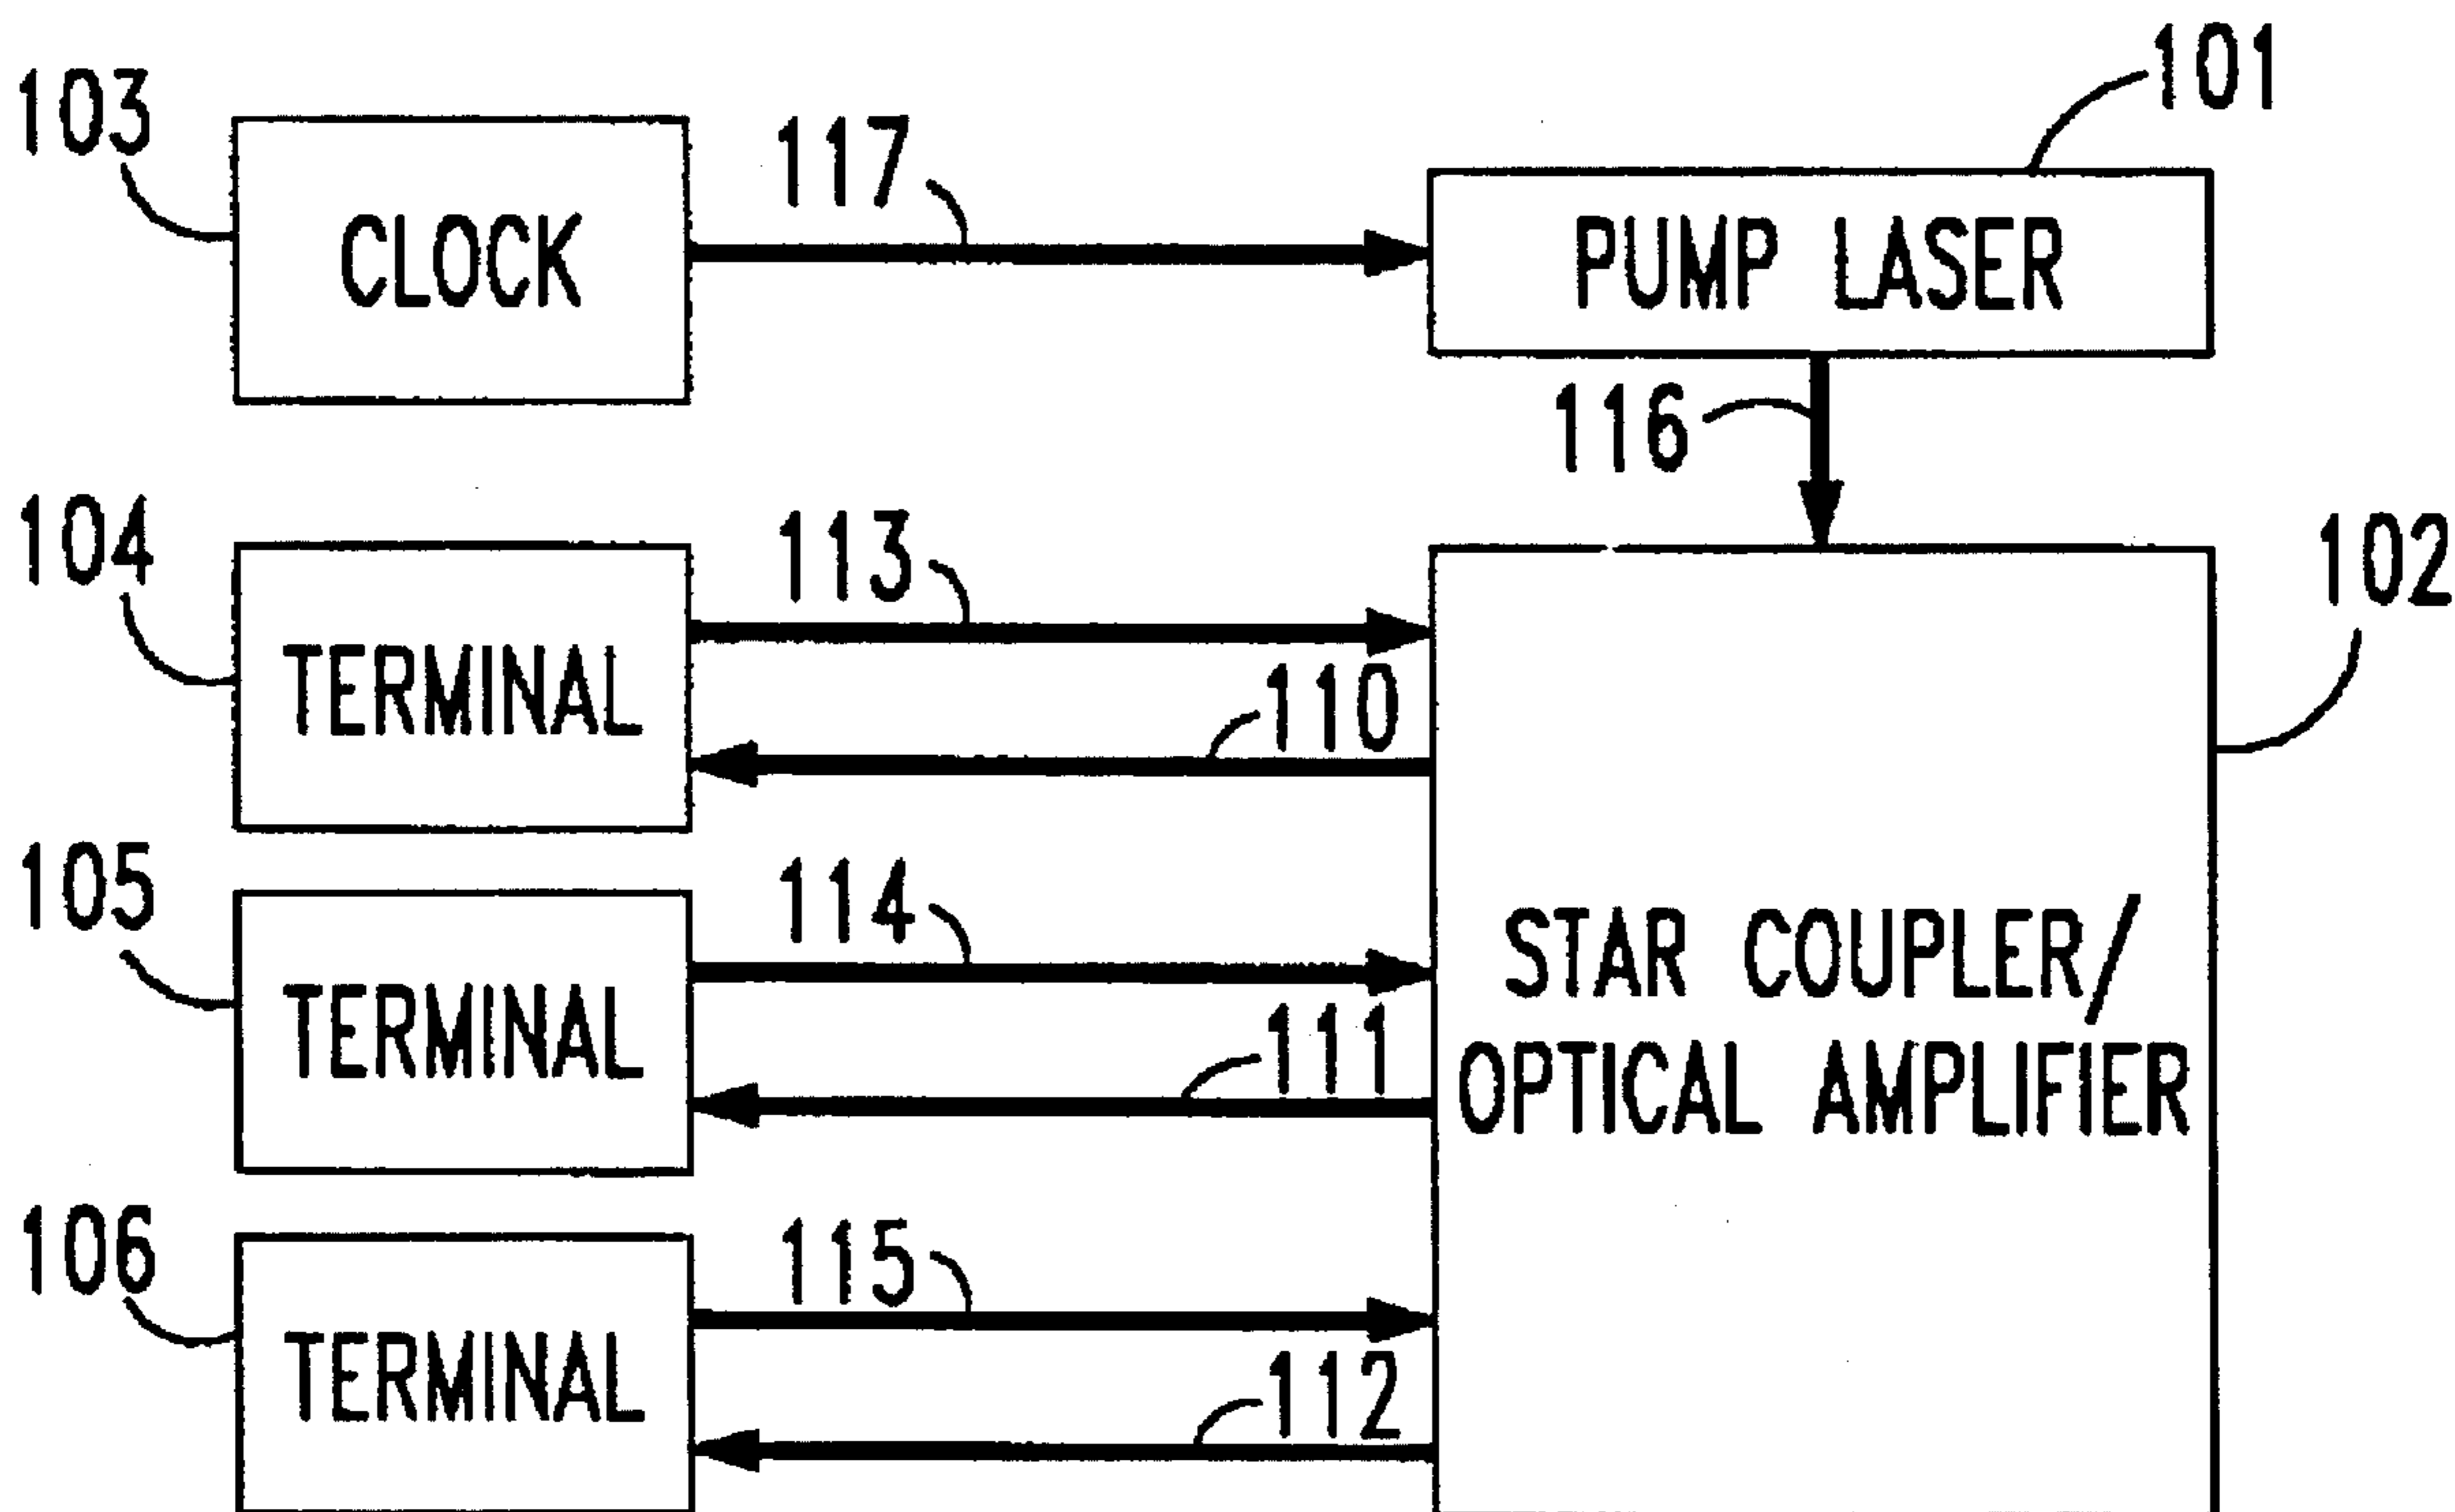 101
103
117
CLOCK
PUMP LASER
116
104
113
102
TERMINAL
110
105
114
STAR COUPLER/
OPTICAL AMPLIFIER
TERMINAL
111
106
115
TERMINAL
112